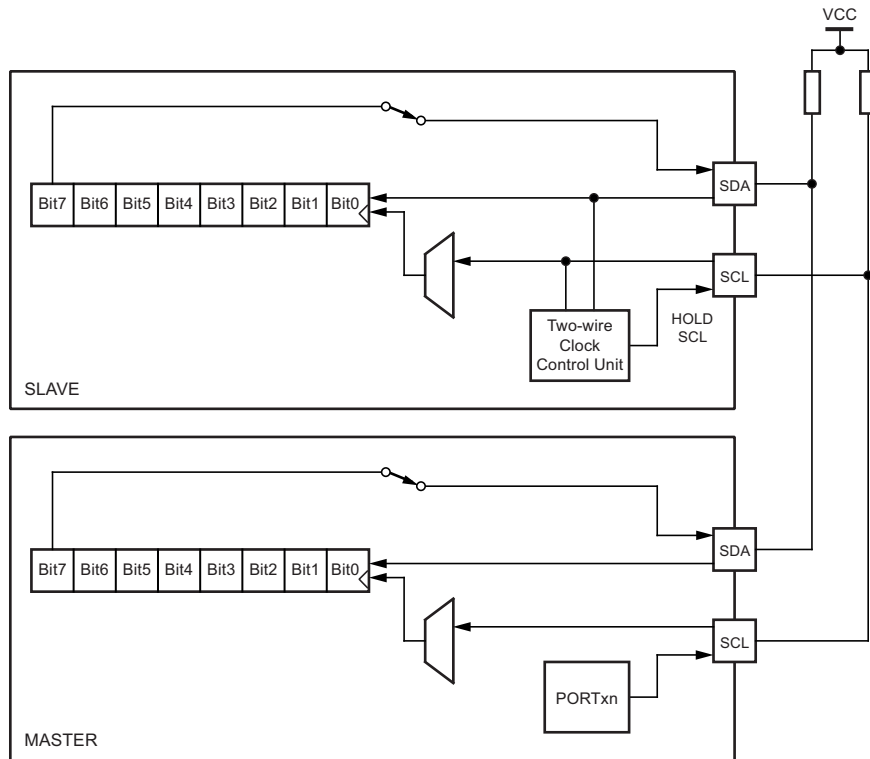 VCC
Bit7 Bit6 Bit5 Bit4 Bit3 Bit2 Bit1 Bit0
SDA
SCL
Two-wire
Clock
Control Unit
HOLD
SCL
SLAVE
Bit7 Bit6 Bit5 Bit4 Bit3 Bit2 Bit1 Bit0
SDA
SCL
PORTxn
MASTER